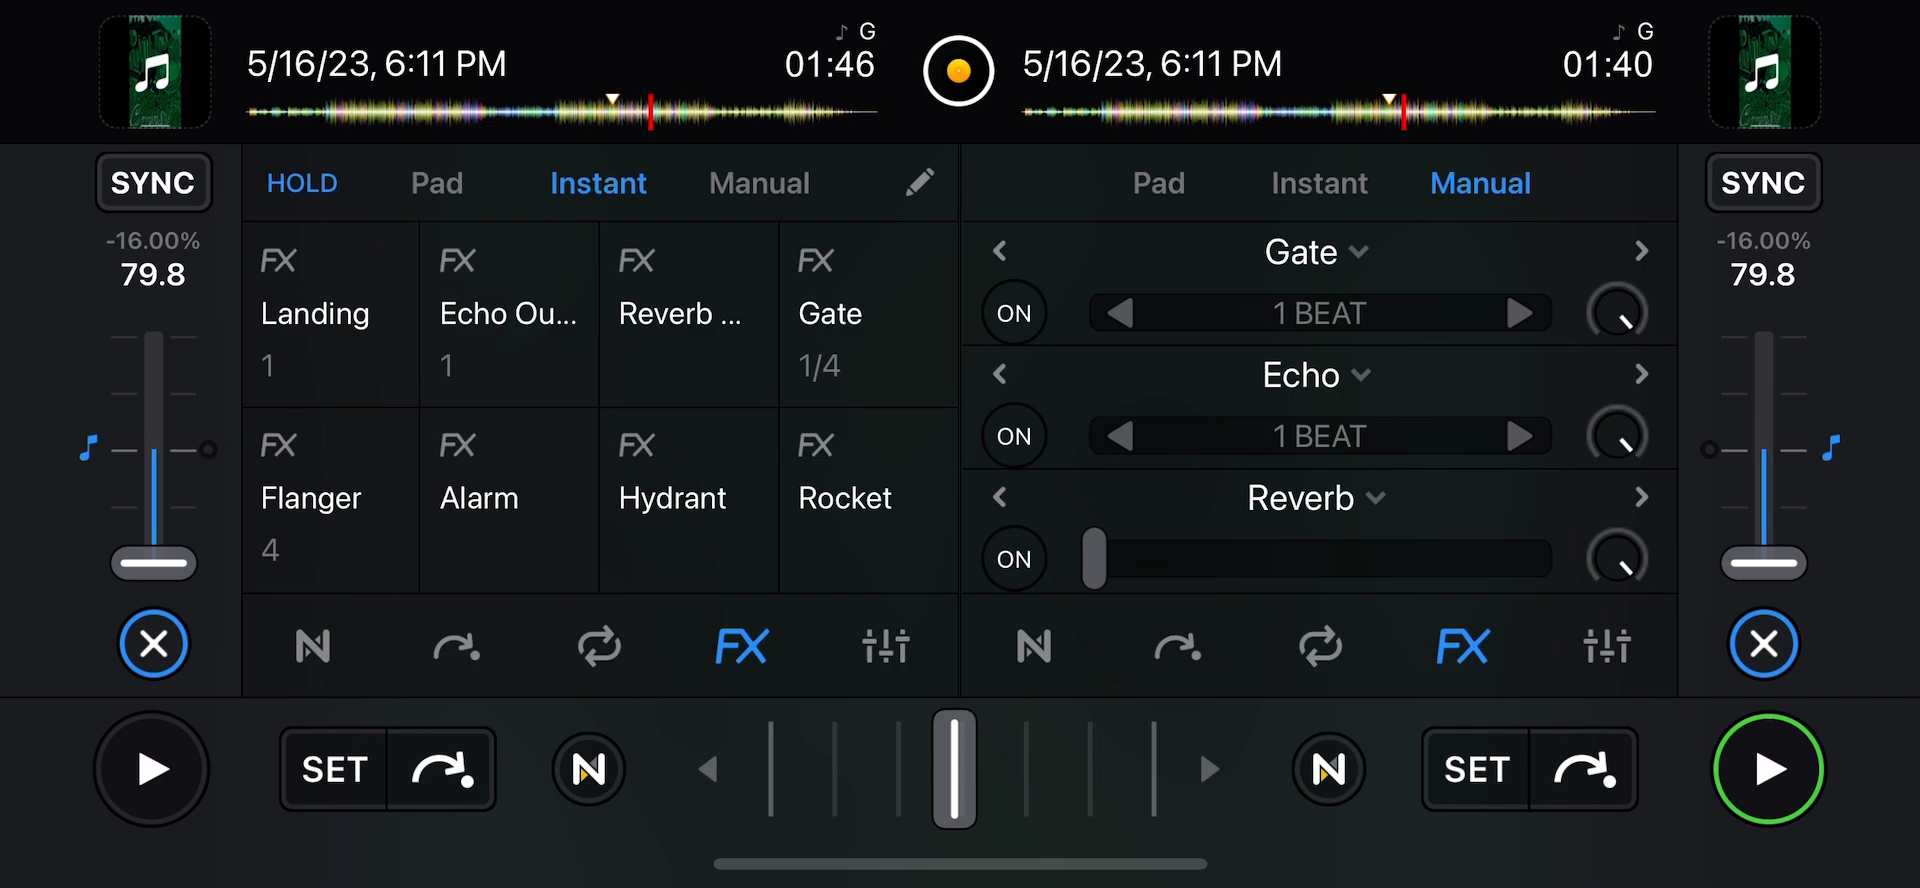 5/16/23, 6:11 PM
♪ G
01:46
5/16/23, 6:11 PM
♪ G
01:40
SYNC
-16.00%
79.8
HOLD Pad Instant Manual
FX FX FX FX
Landing Echo Ou... Reverb ... Gate
1 1 1/4
FX FX FX FX
Flanger Alarm Hydrant Rocket
4
N FX
Pad Instant Manual
Gate
ON 1 BEAT
Echo
ON 1 BEAT
Reverb
ON
N FX
SYNC
-16.00%
79.8
SET N N SET